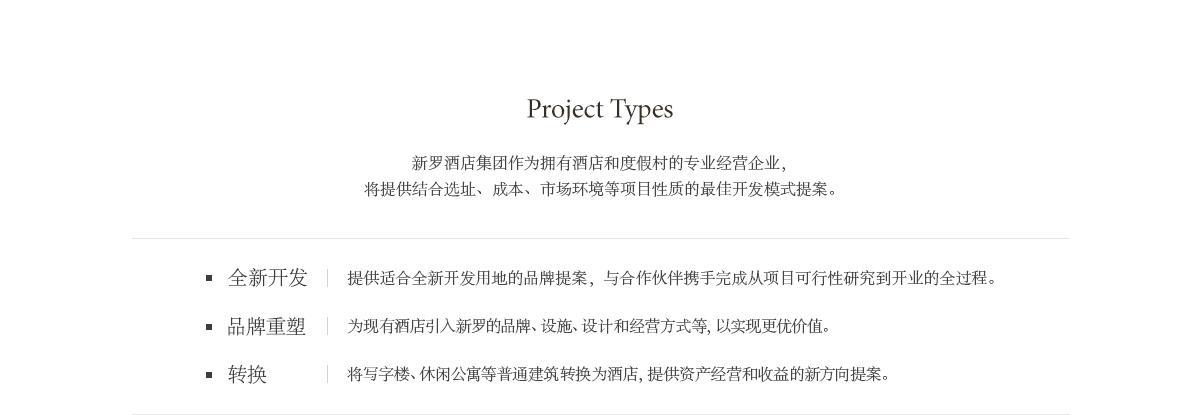 Project Types
新罗酒店集团作为拥有酒店和度假村的专业经营企业，
将提供结合选址、成本、市场环境等项目性质的最佳开发模式提案。
全新开发 提供适合全新开发用地的品牌提案，与合作伙伴携手完成从项目可行性研究到开业的全过程。
品牌重塑 为现有酒店引入新罗的品牌、设施、设计和经营方式等，以实现更优价值。
转换 将写字楼、休闲公寓等普通建筑转换为酒店，提供资产经营和收益的新方向提案。